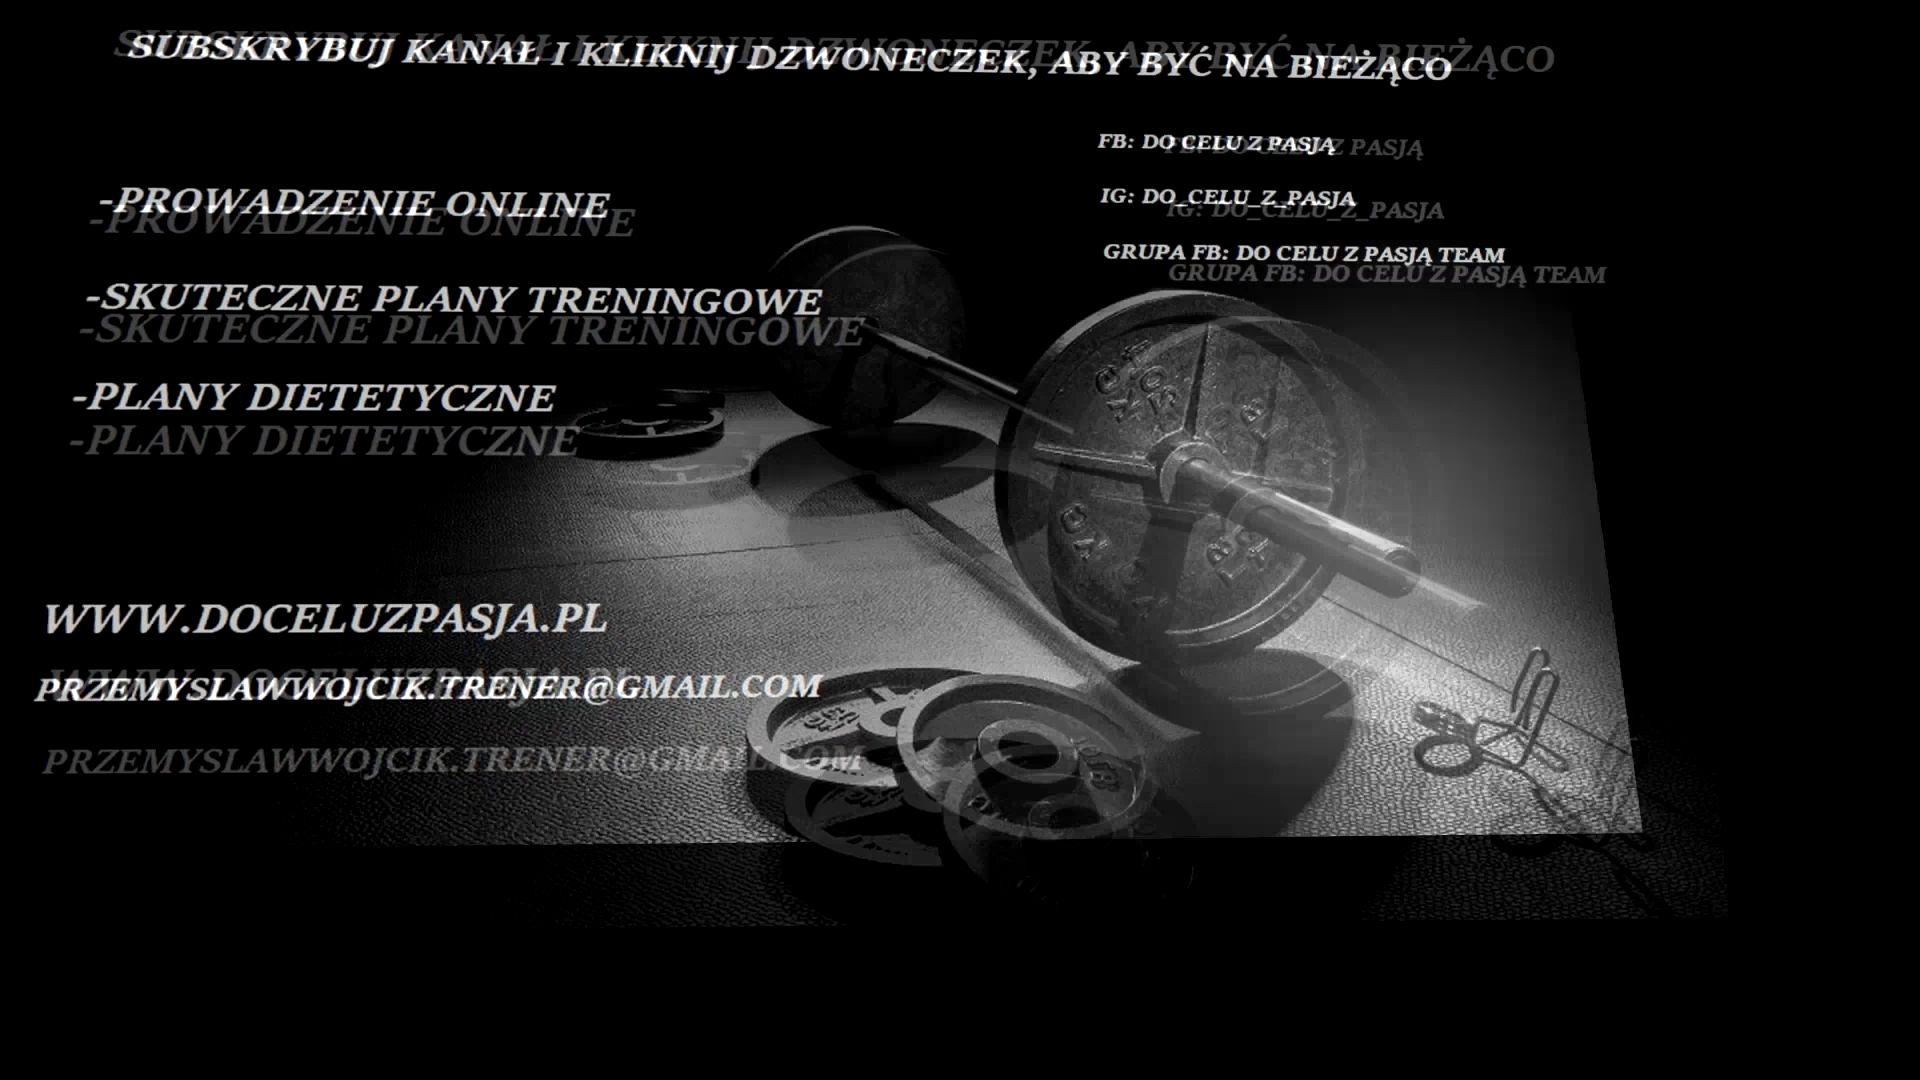 SUBSKRYBUJ KANAŁ I KLIKNIJ DZWONECZEK, ABY BYĆ NA BIEŻĄCO
FB: DO CELU Z PASJĄ
IG: DO_CELU_Z_PASJA
GRUPA FB: DO CELU Z PASJĄ TEAM
-PROWADZENIE ONLINE
-SKUTECZNE PLANY TRENINGOWE
-PLANY DIETETYCZNE
WWW.DOCELUZPASJA.PL
PRZEMYSLAWWOJCIK.TRENER@GMAIL.COM